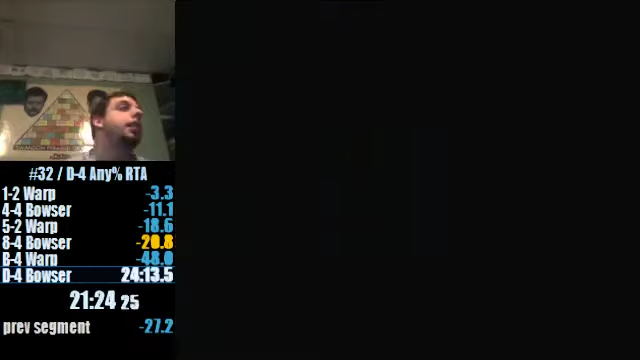 #32 / D-4 Any% RTA
1-2 Warp -3.3
4-4 Bowser -11.1
5-2 Warp -18.6
8-4 Bowser -20.8
B-4 Warp -48.0
D-4 Bowser 24:13.5
21:24 25
prev segment -27.2